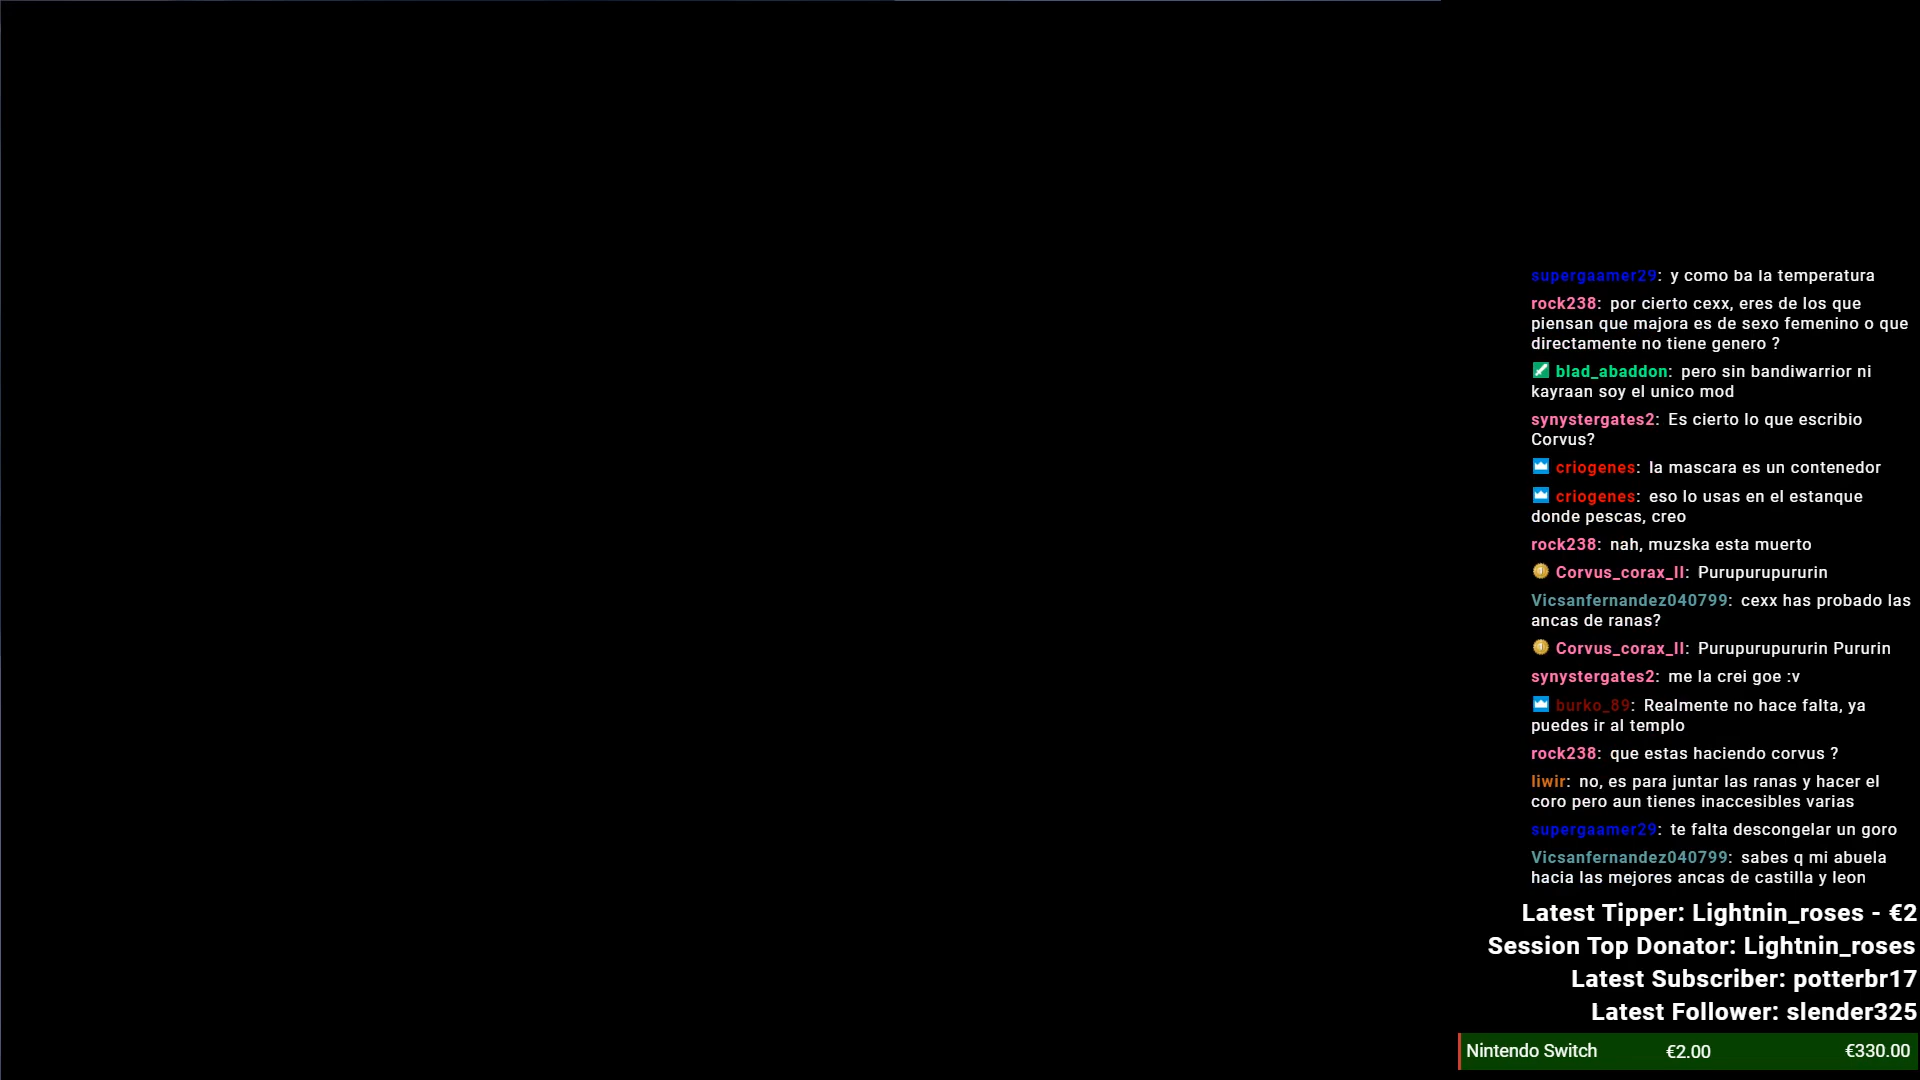 supergaamer29: y como ba la temperatura
rock238: por cierto cexx, eres de los que
piensan que majora es de sexo femenino o que
directamente no tiene genero ?
blad_abaddon: pero sin bandiwarrior ni
kayraan soy el unico mod
synystergates2: Es cierto lo que escribio
Corvus?
criogenes: la mascara es un contenedor
criogenes: eso lo usas en el estanque
donde pescas, creo
rock238: nah, muzska esta muerto
Corvus_corax_II: Purupurupururin
Vicsanfernandez040799: cexx has probado las
ancas de ranas?
Corvus_corax_II: Purupurupururin Pururin
synystergates2: me la crei goe :v
burko_89: Realmente no hace falta, ya
puedes ir al templo
rock238: que estas haciendo corvus ?
liwir: no, es para juntar las ranas y hacer el
coro pero aun tienes inaccesibles varias
supergaamer29: te falta descongelar un goro
Vicsanfernandez040799: sabes q mi abuela
hacia las mejores ancas de castilla y leon
Latest Tipper: Lightnin_roses - €2
Session Top Donator: Lightnin_roses
Latest Subscriber: potterbr17
Latest Follower: slender325
Nintendo Switch €2.00 €330.00